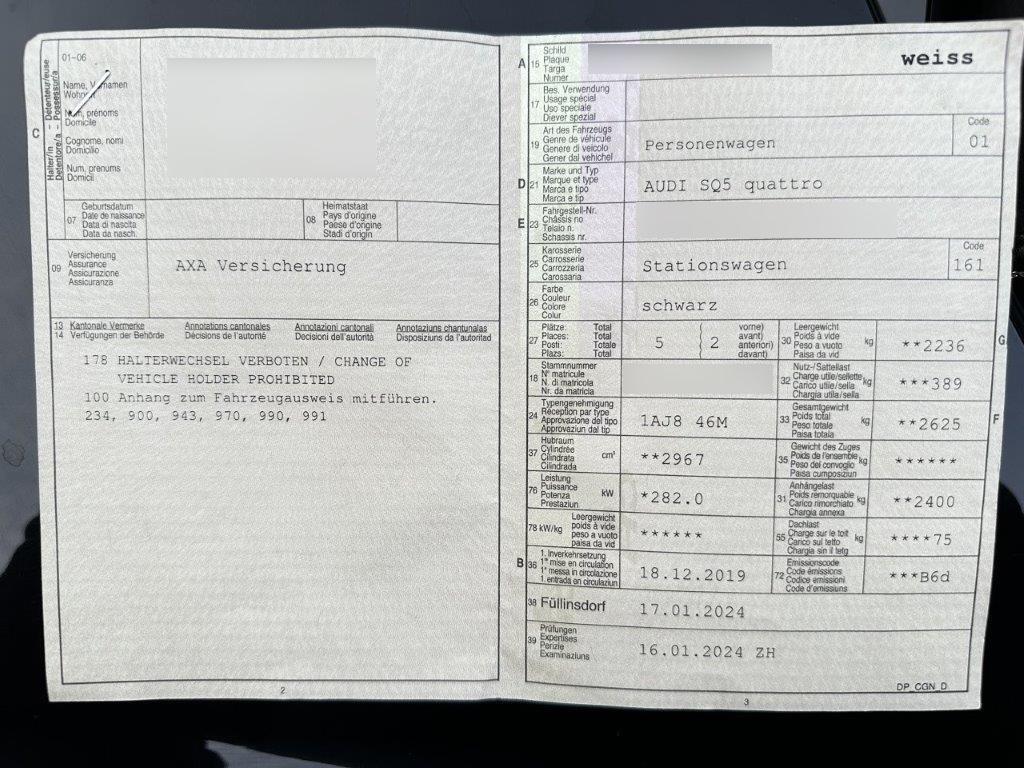 Halter/in – Détenteur/euse
Detentore/a – Possessur/a
C
01–06
Name, Vornamen
Wohnort
Nom, prénoms
Domicile
Cognome, nomi
Domicilio
Num, prenums
Domicil
07
Geburtsdatum
Date de naissance
Data di nascita
Data da nasch.
08
Heimatstaat
Pays d'origine
Paese d'origine
Stadi d'origin
09
Versicherung
Assurance
Assicurazione
Assicuranza
AXA Versicherung
13 Kantonale Vermerke Annotations cantonales Annotazioni cantonali Annotaziuns chantunalas
14 Verfügungen der Behörde Décisions de l'autorité Decisioni dell'autorità Disposiziuns da l'autoritad
178 HALTERWECHSEL VERBOTEN / CHANGE OF
VEHICLE HOLDER PROHIBITED
100 Anhang zum Fahrzeugausweis mitführen.
234, 900, 943, 970, 990, 991
2
A 15
Schild
Plaque
Targa
Numer
weiss
17
Bes. Verwendung
Usage spécial
Uso speciale
Diever spezial
19
Art des Fahrzeugs
Genre de véhicule
Genere di veicolo
Gener dal vehichel
Personenwagen
Code
01
D 21
Marke und Typ
Marque et type
Marca e tipo
Marca e tip
AUDI SQ5 quattro
E 23
Fahrgestell-Nr.
Châssis no
Telaio n.
Schassis nr.
25
Karosserie
Carrosserie
Carrozzeria
Carossaria
Stationswagen
Code
161
26
Farbe
Couleur
Colore
Colur
schwarz
27
Plätze: Total
Places: Total
Posti: Totale
Plazs: Total
5
2
vorne)
avant)
anteriori)
davant)
30
Leergewicht
Poids à vide
Peso a vuoto
Paisa da vid
kg
**2236
G
18
Stammnummer
N° matricule
N. di matricola
Nr. da matricla
32
Nutz-/Sattellast
Charge utile/sellette
Carico utile/sella
Chargia utila/sella
kg
***389
24
Typengenehmigung
Réception par type
Approvazione del tipo
Approvaziun dal tip
1AJ8 46M
33
Gesamtgewicht
Poids total
Peso totale
Paisa totala
kg
**2625
F
37
Hubraum
Cylindrée
Cilindrata
Cilindrada
cm³
**2967
35
Gewicht des Zuges
Poids de l'ensemble
Peso del convoglio
Paisa cumposiziun
kg
******
76
Leistung
Puissance
Potenza
Prestaziun
kW
*282.0
31
Anhängelast
Poids remorquable
Carico rimorchiato
Chargia annexa
kg
**2400
78 kW/kg
Leergewicht
poids à vide
peso a vuoto
paisa da vid
******
55
Dachlast
Charge sur le toit
Carico sul tetto
Chargia sin il tetg
kg
****75
B 36
1. Inverkehrsetzung
1re mise en circulation
1a messa in circolazione
1. entrada en circulaziun
18.12.2019
72
Emissionscode
Code émissions
Codice emissioni
Code d'emissiuns
***B6d
38 Füllinsdorf
17.01.2024
39
Prüfungen
Expertises
Perizie
Examinaziuns
16.01.2024 ZH
DP_CGN_D
3